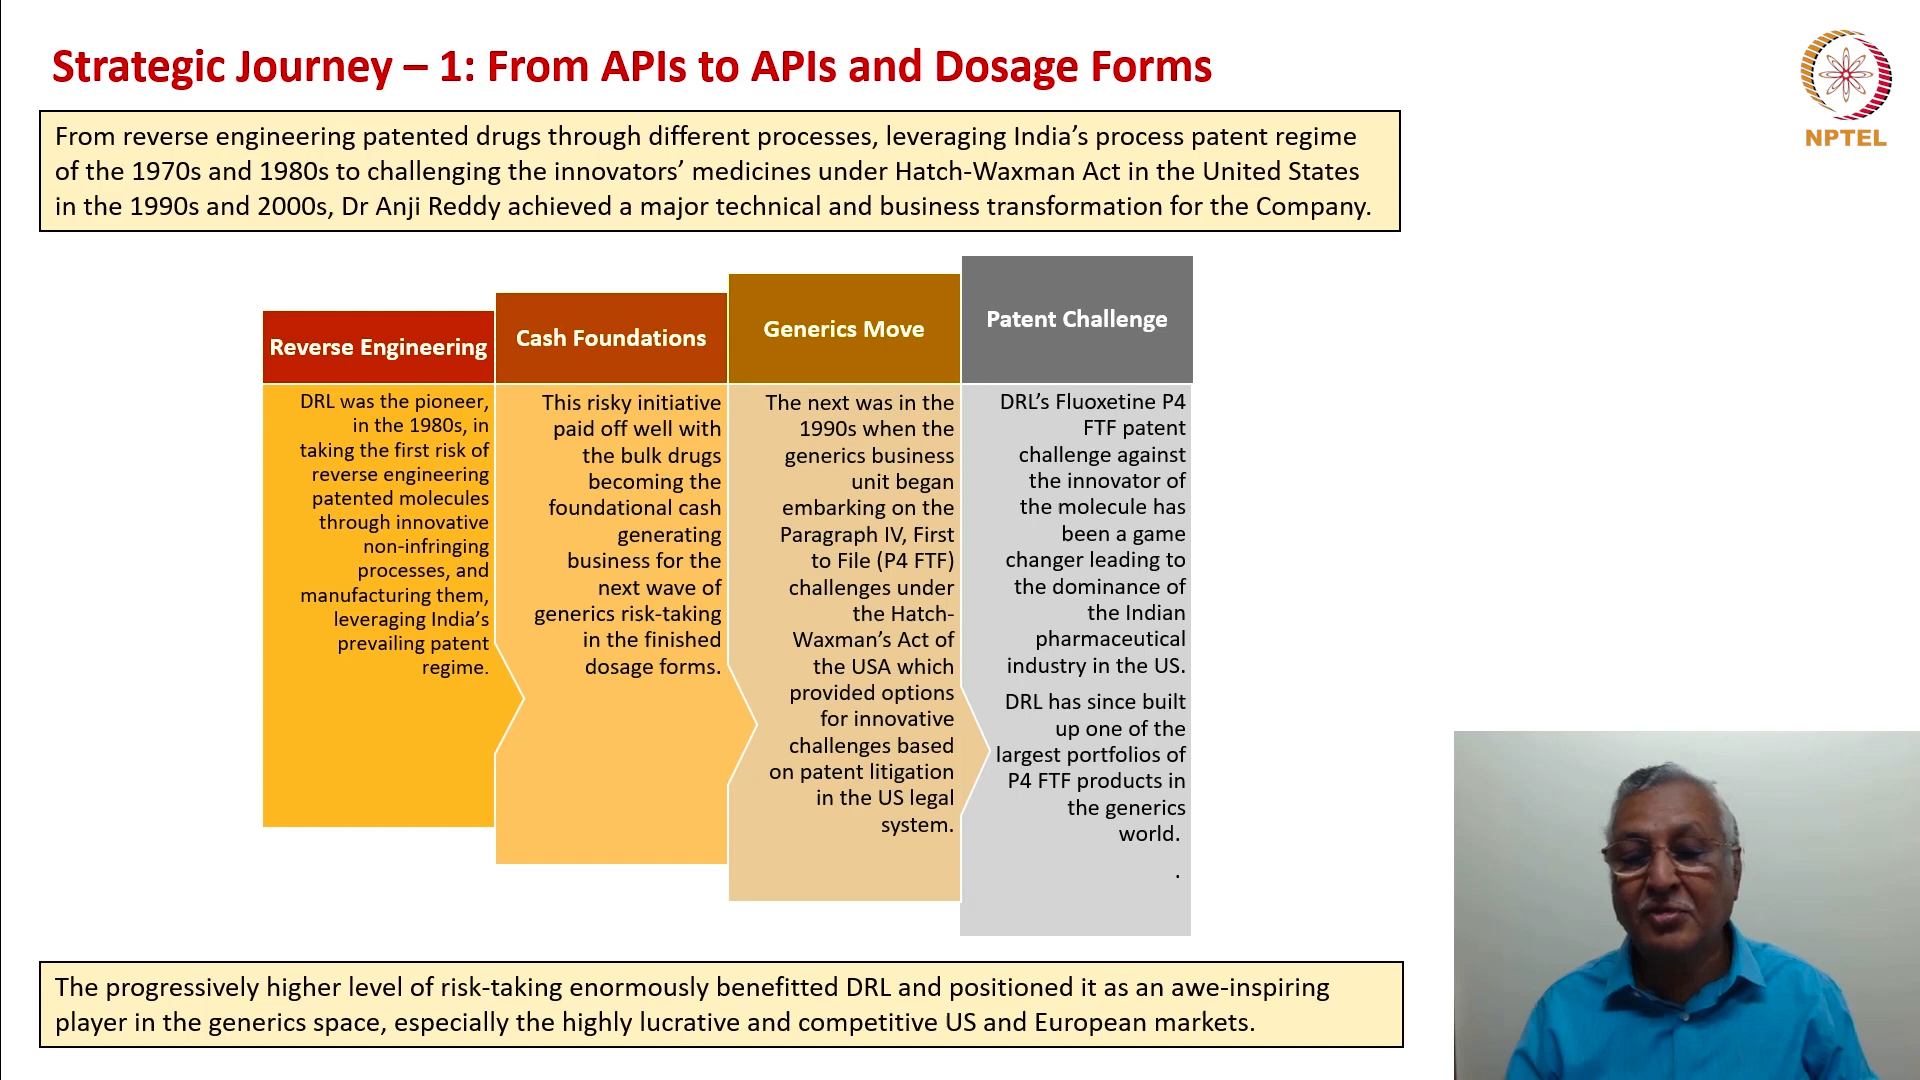 Strategic Journey – 1: From APIs to APIs and Dosage Forms
NPTEL
From reverse engineering patented drugs through different processes, leveraging India’s process patent regime
of the 1970s and 1980s to challenging the innovators’ medicines under Hatch-Waxman Act in the United States
in the 1990s and 2000s, Dr Anji Reddy achieved a major technical and business transformation for the Company.
Reverse Engineering
DRL was the pioneer,
in the 1980s, in
taking the first risk of
reverse engineering
patented molecules
through innovative
non-infringing
processes, and
manufacturing them,
leveraging India’s
prevailing patent
regime.
Cash Foundations
This risky initiative
paid off well with
the bulk drugs
becoming the
foundational cash
generating
business for the
next wave of
generics risk-taking
in the finished
dosage forms.
Generics Move
The next was in the
1990s when the
generics business
unit began
embarking on the
Paragraph IV, First
to File (P4 FTF)
challenges under
the Hatch-
Waxman’s Act of
the USA which
provided options
for innovative
challenges based
on patent litigation
in the US legal
system.
Patent Challenge
DRL’s Fluoxetine P4
FTF patent
challenge against
the innovator of
the molecule has
been a game
changer leading to
the dominance of
the Indian
pharmaceutical
industry in the US.
DRL has since built
up one of the
largest portfolios of
P4 FTF products in
the generics
world.
.
The progressively higher level of risk-taking enormously benefitted DRL and positioned it as an awe-inspiring
player in the generics space, especially the highly lucrative and competitive US and European markets.